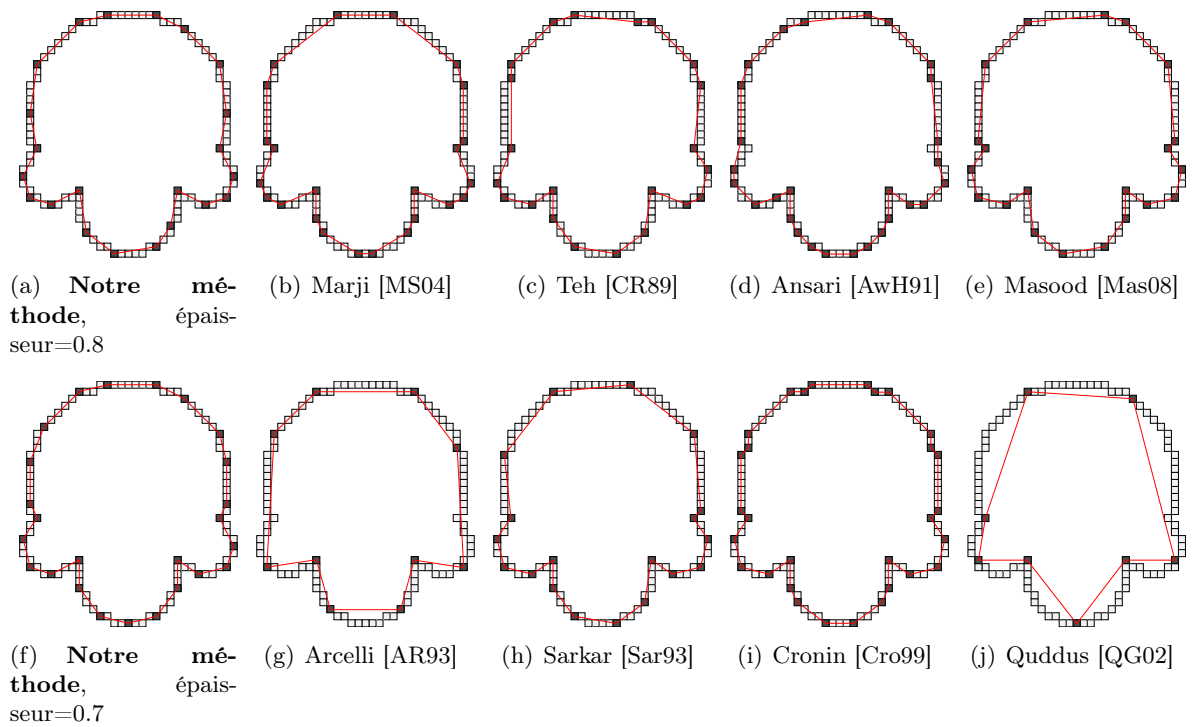 (a) Notre mé-
thode, épais-
seur=0.8
(b) Marji [MS04]
(c) Teh [CR89]
(d) Ansari [AwH91]
(e) Masood [Mas08]
(f) Notre mé-
thode, épais-
seur=0.7
(g) Arcelli [AR93]
(h) Sarkar [Sar93]
(i) Cronin [Cro99]
(j) Quddus [QG02]